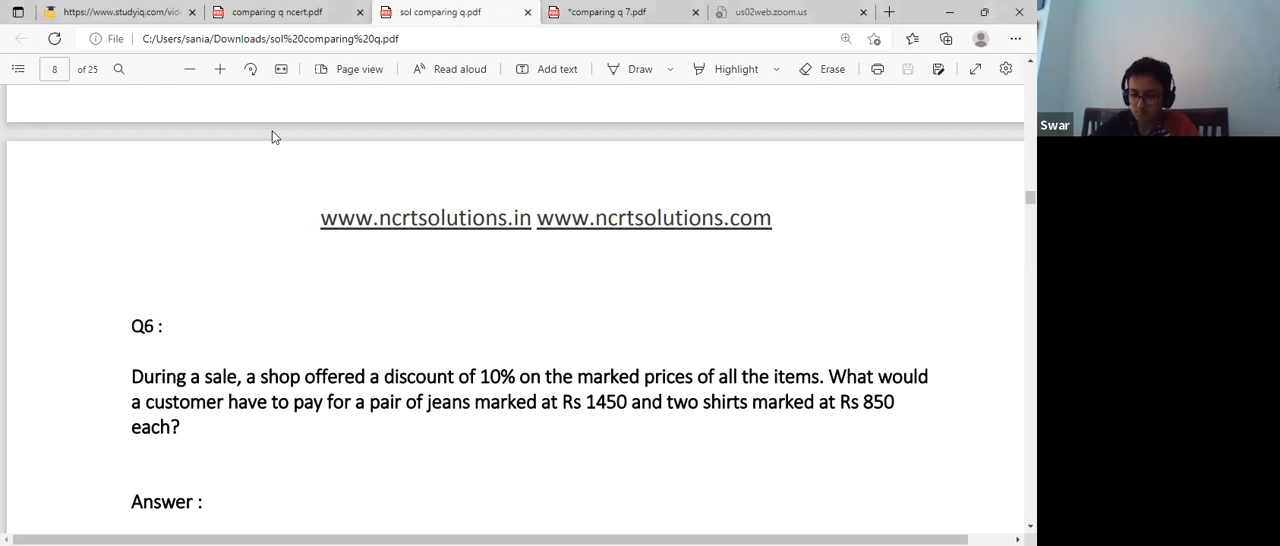 https://www.studyiq.com/vid
comparing q ncert.pdf
sol comparing q.pdf
*comparing q 7.pdf
us02web.zoom.us
File
C:/Users/sania/Downloads/sol%20comparing%20q.pdf
8
of 25
Page view
Read aloud
Add text
Draw
Highlight
Erase
Swar
www.ncrtsolutions.in www.ncrtsolutions.com
Q6 :
During a sale, a shop offered a discount of 10% on the marked prices of all the items. What would
a customer have to pay for a pair of jeans marked at Rs 1450 and two shirts marked at Rs 850
each?
Answer :